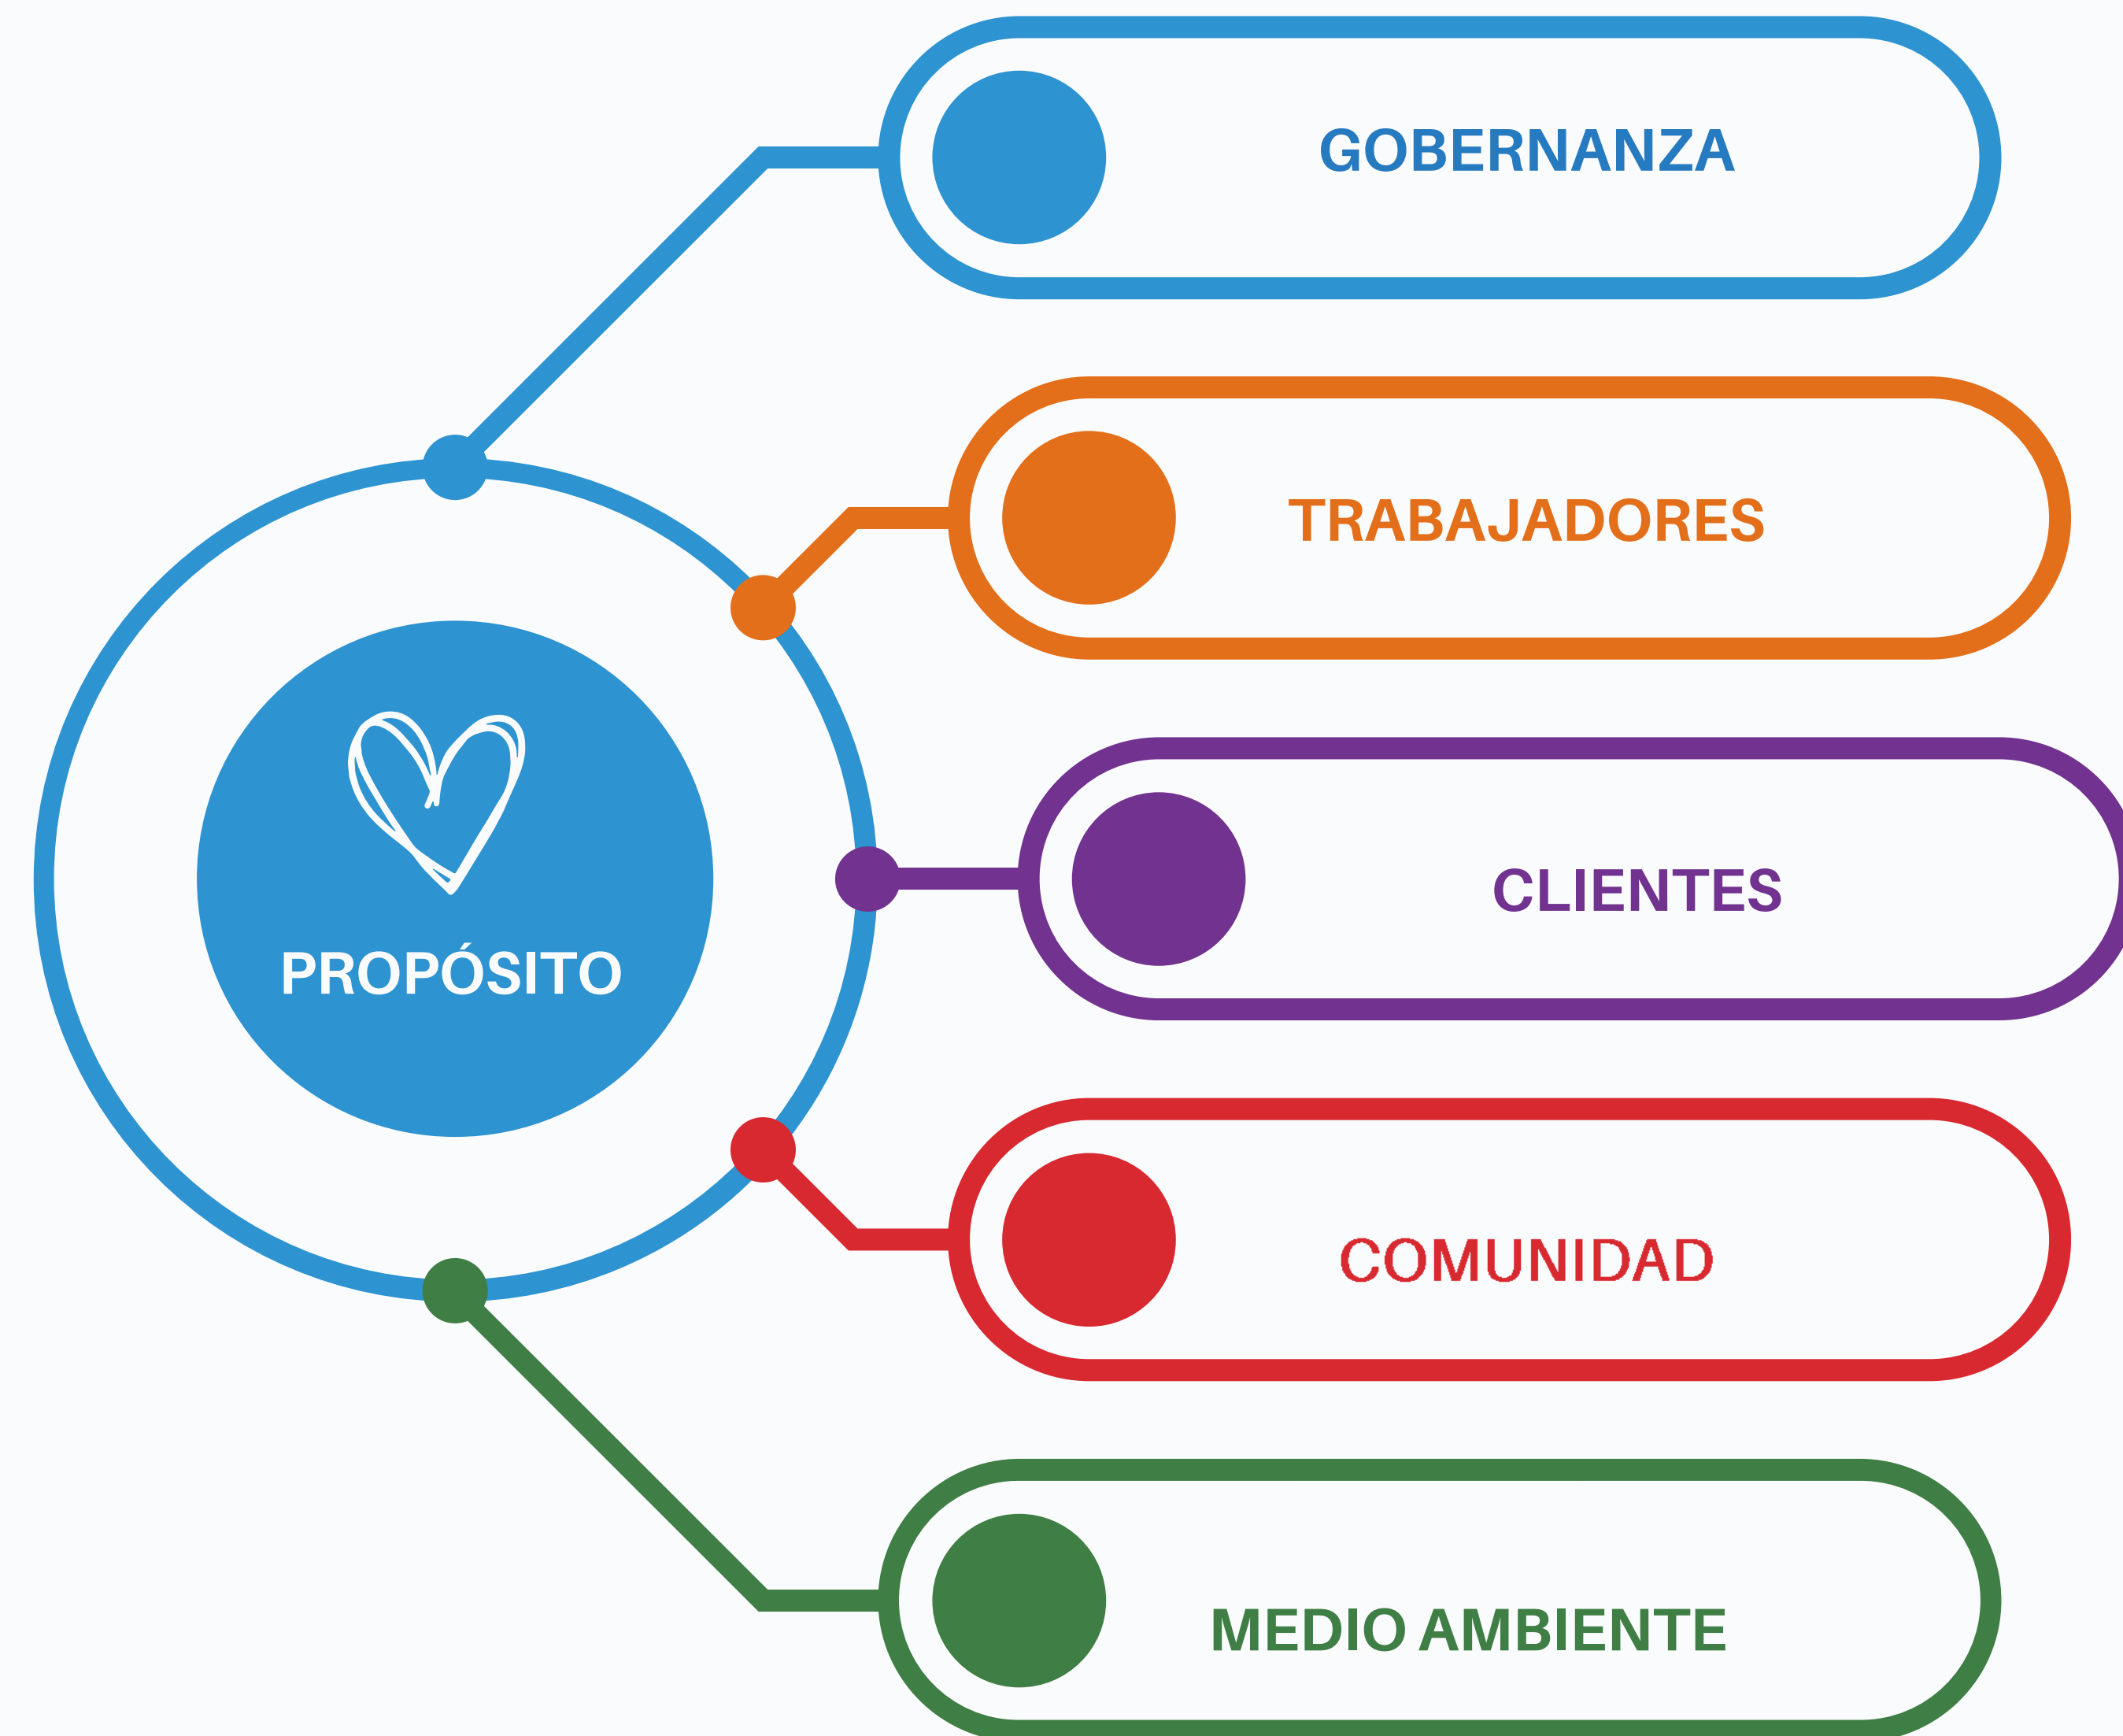 GOBERNANZA
TRABAJADORES
CLIENTES
PROPÓSITO
COMUNIDAD
MEDIO AMBIENTE